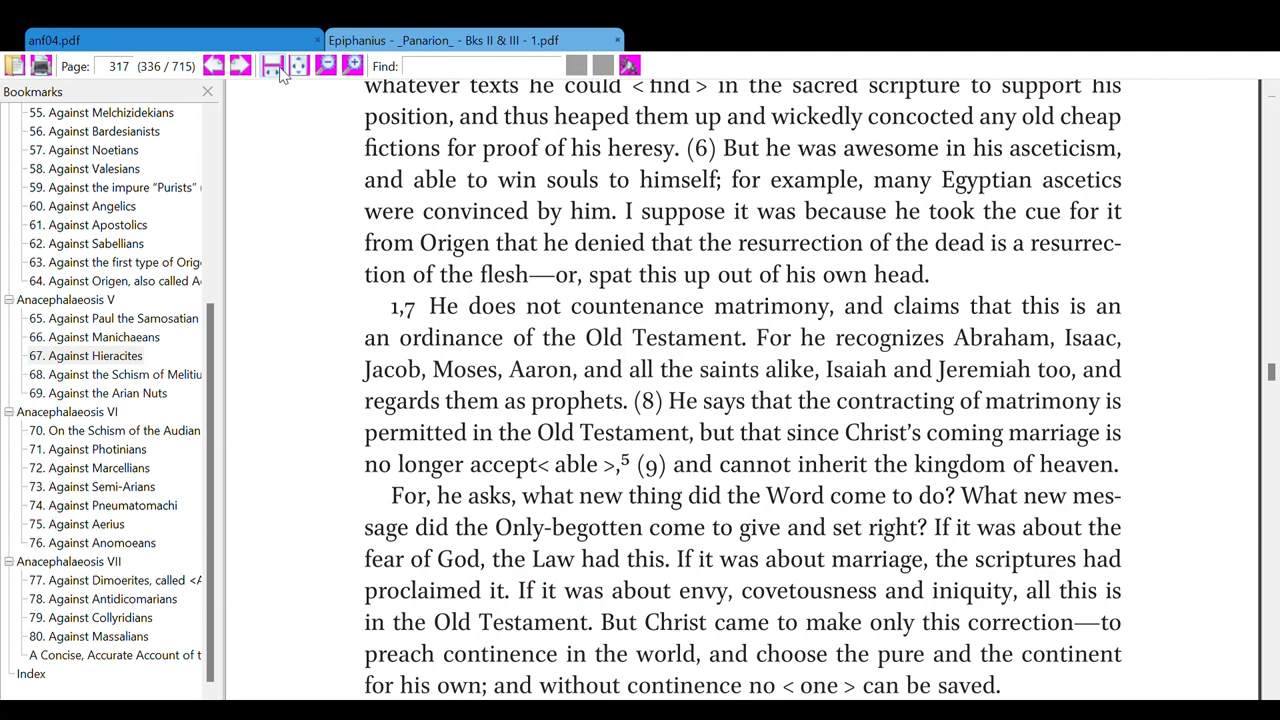 anf04.pdf ×
Epiphanius - _Panarion_ - Bks II & III - 1.pdf ×
Page: 317 (336 / 715) Find:
Bookmarks
55. Against Melchizidekians
56. Against Bardesianists
57. Against Noetians
58. Against Valesians
59. Against the impure “Purists” (
60. Against Angelics
61. Against Apostolics
62. Against Sabellians
63. Against the first type of Orig
64. Against Origen, also called A
Anacephalaeosis V
65. Against Paul the Samosatian
66. Against Manichaeans
67. Against Hieracites
68. Against the Schism of Melitiu
69. Against the Arian Nuts
Anacephalaeosis VI
70. On the Schism of the Audian
71. Against Photinians
72. Against Marcellians
73. Against Semi-Arians
74. Against Pneumatomachi
75. Against Aerius
76. Against Anomoeans
Anacephalaeosis VII
77. Against Dimoerites, called <A
78. Against Antidicomarians
79. Against Collyridians
80. Against Massalians
A Concise, Accurate Account of t
Index
whatever texts he could < find > in the sacred scripture to support his
position, and thus heaped them up and wickedly concocted any old cheap
fictions for proof of his heresy. (6) But he was awesome in his asceticism,
and able to win souls to himself; for example, many Egyptian ascetics
were convinced by him. I suppose it was because he took the cue for it
from Origen that he denied that the resurrection of the dead is a resurrec-
tion of the flesh—or, spat this up out of his own head.
1,7 He does not countenance matrimony, and claims that this is an
an ordinance of the Old Testament. For he recognizes Abraham, Isaac,
Jacob, Moses, Aaron, and all the saints alike, Isaiah and Jeremiah too, and
regards them as prophets. (8) He says that the contracting of matrimony is
permitted in the Old Testament, but that since Christ’s coming marriage is
no longer accept< able >,⁵ (9) and cannot inherit the kingdom of heaven.
For, he asks, what new thing did the Word come to do? What new mes-
sage did the Only-begotten come to give and set right? If it was about the
fear of God, the Law had this. If it was about marriage, the scriptures had
proclaimed it. If it was about envy, covetousness and iniquity, all this is
in the Old Testament. But Christ came to make only this correction—to
preach continence in the world, and choose the pure and the continent
for his own; and without continence no < one > can be saved.